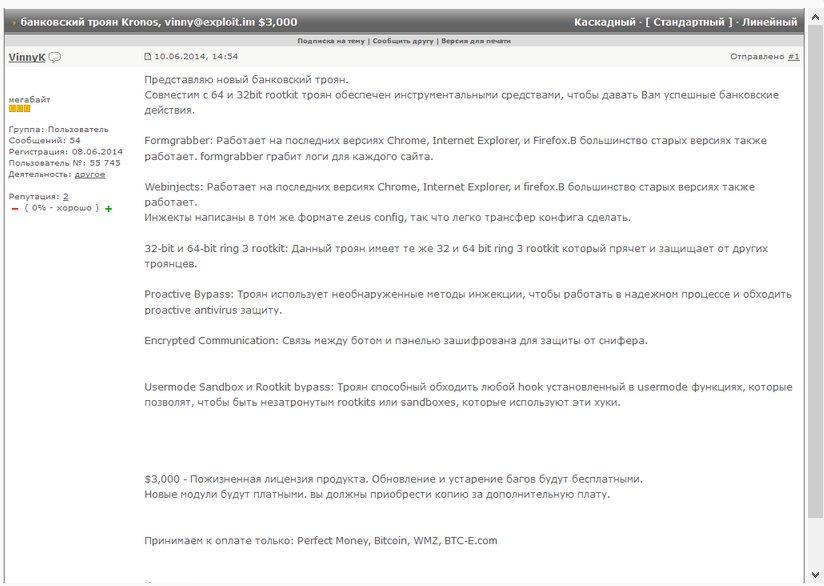 банковский троян Kronos, vinny@exploit.im $3,000
Каскадный · [ Стандартный ] · Линейный
Подписка на тему | Сообщить другу | Версия для печати
VinnyK
10.06.2014, 14:54
Отправлено #1
мегабайт
Группа: Пользователь
Сообщений: 54
Регистрация: 08.06.2014
Пользователь №: 55 745
Деятельность: другое
Репутация: 2
− ( 0% - хорошо ) +
Представляю новый банковский троян.
Совместим с 64 и 32bit rootkit троян обеспечен инструментальными средствами, чтобы давать Вам успешные банковские
действия.
Formgrabber: Работает на последних версиях Chrome, Internet Explorer, и Firefox.В большинство старых версиях также
работает. formgrabber грабит логи для каждого сайта.
Webinjects: Работает на последних версиях Chrome, Internet Explorer, и firefox.В большинство старых версиях также
работает.
Инжекты написаны в том же формате zeus config, так что легко трансфер конфига сделать.
32-bit и 64-bit ring 3 rootkit: Данный троян имеет те же 32 и 64 bit ring 3 rootkit который прячет и защищает от других
троянцев.
Proactive Bypass: Троян использует необнаруженные методы инжекции, чтобы работать в надежном процессе и обходить
proactive antivirus защиту.
Encrypted Communication: Связь между ботом и панелью зашифрована для защиты от снифера.
Usermode Sandbox и Rootkit bypass: Троян способный обходить любой hook установленный в usermode функциях, которые
позволят, чтобы быть незатронутым rootkits или sandboxes, которые используют эти хуки.
$3,000 - Пожизненная лицензия продукта. Обновление и устарение багов будут бесплатными.
Новые модули будут платными. вы должны приобрести копию за дополнительную плату.
Принимаем к оплате только: Perfect Money, Bitcoin, WMZ, BTC-E.com